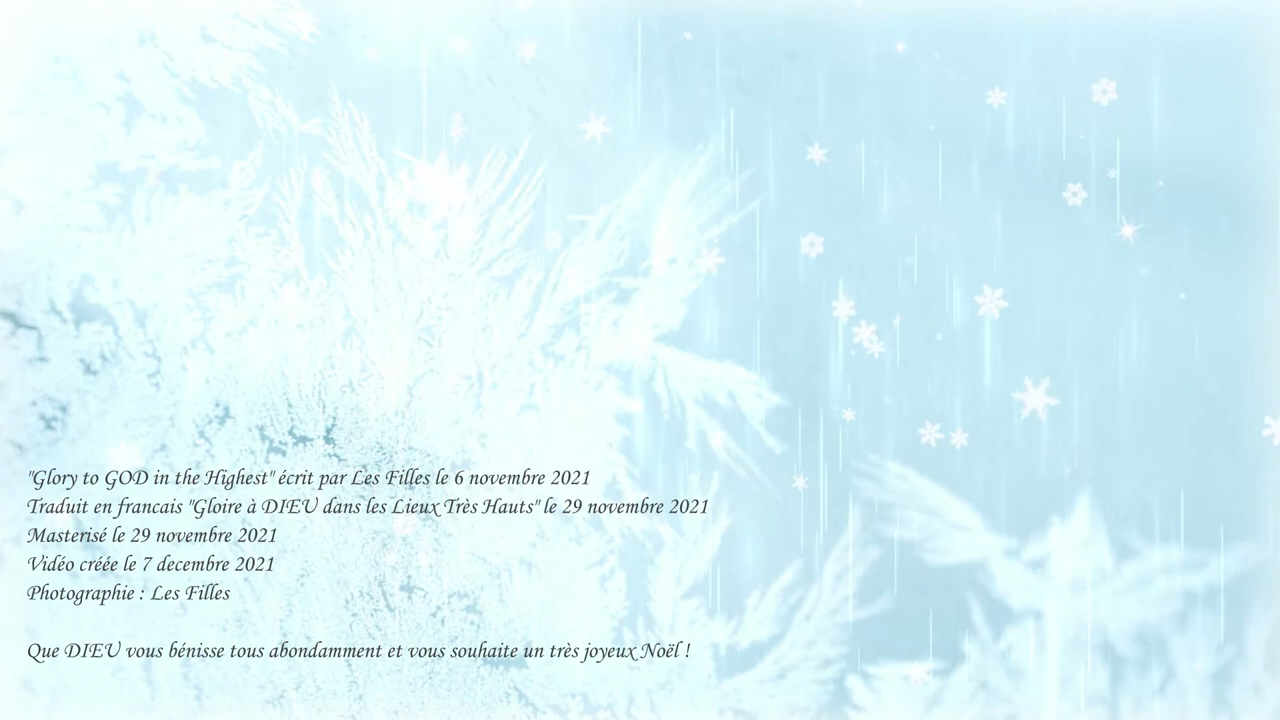 "Glory to GOD in the Highest" écrit par Les Filles le 6 novembre 2021
Traduit en francais "Gloire à DIEU dans les Lieux Très Hauts" le 29 novembre 2021
Masterisé le 29 novembre 2021
Vidéo créée le 7 decembre 2021
Photographie : Les Filles
Que DIEU vous bénisse tous abondamment et vous souhaite un très joyeux Noël !